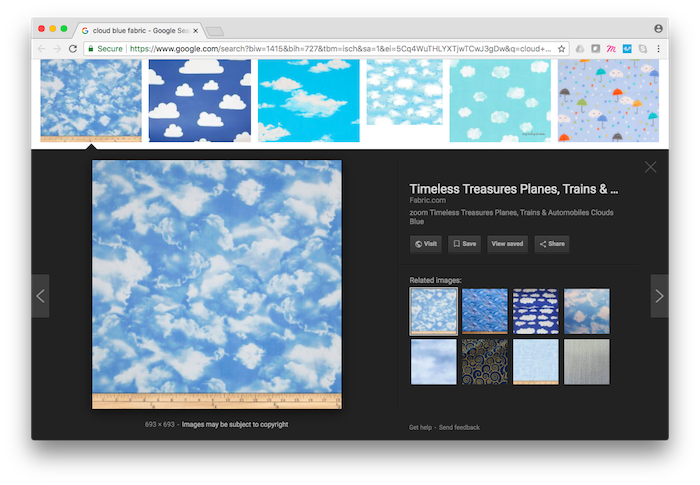 cloud blue fabric - Google Sea
Secure
https://www.google.com/search?biw=1415&bih=727&tbm=isch&sa=1&ei=5Cq4WuTHLYXTjwTCwJ3gDw&q=cloud+...
Timeless Treasures Planes, Trains & ...
Fabric.com
zoom Timeless Treasures Planes, Trains & Automobiles Clouds
Blue
Visit
Save
View saved
Share
Related images:
693 × 693 - Images may be subject to copyright
Get help - Send feedback